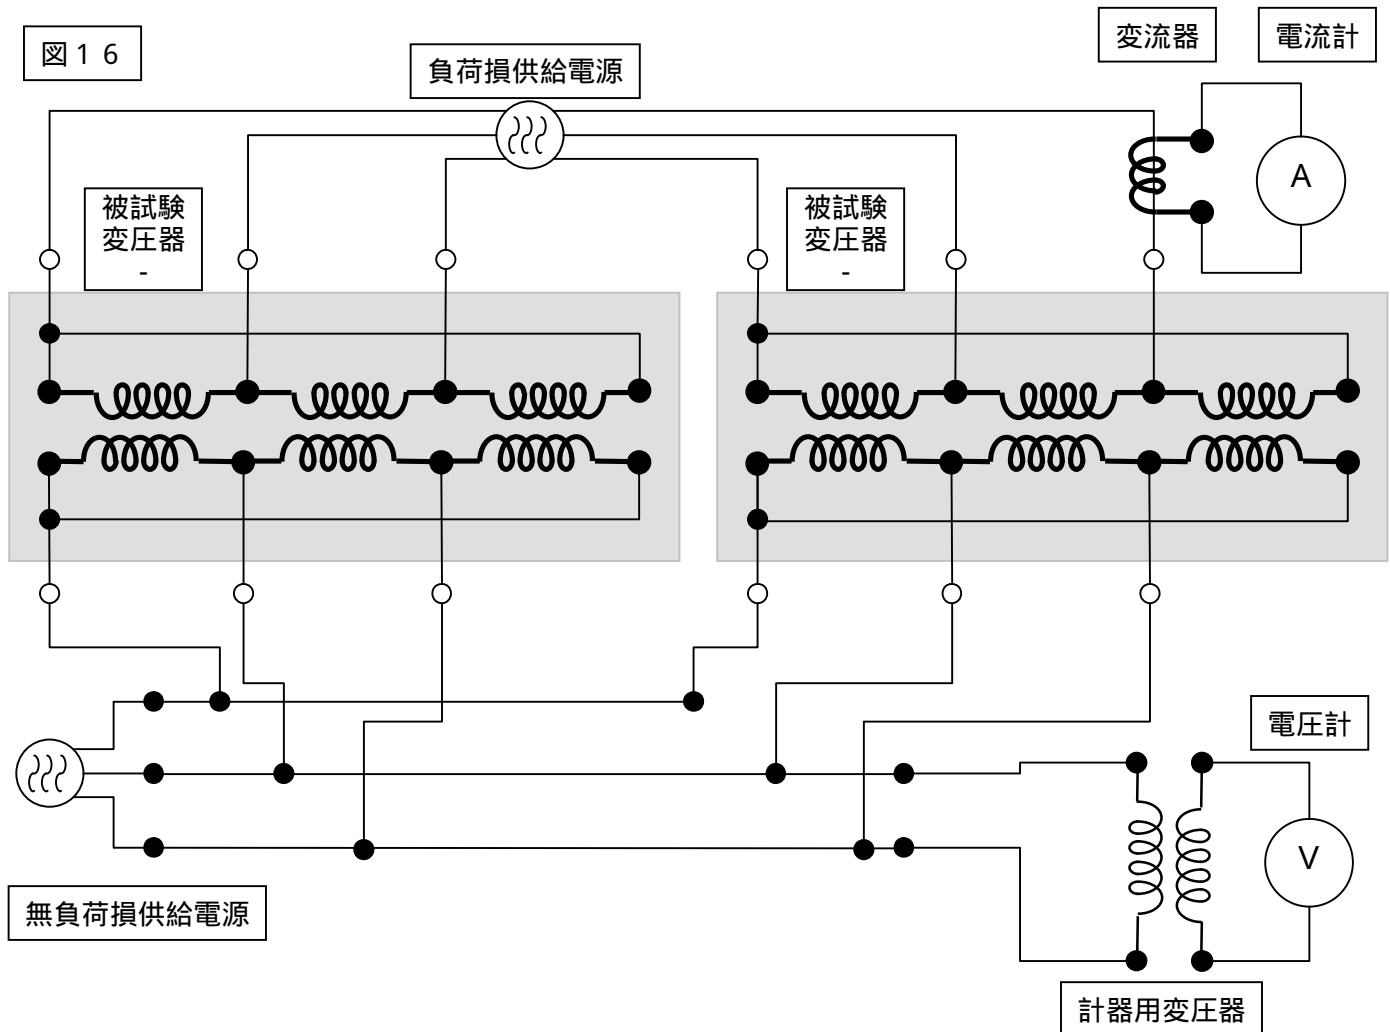 図１６
負荷損供給電源
変流器
電流計
A
被試験
変圧器
-
被試験
変圧器
-
電圧計
V
無負荷損供給電源
計器用変圧器